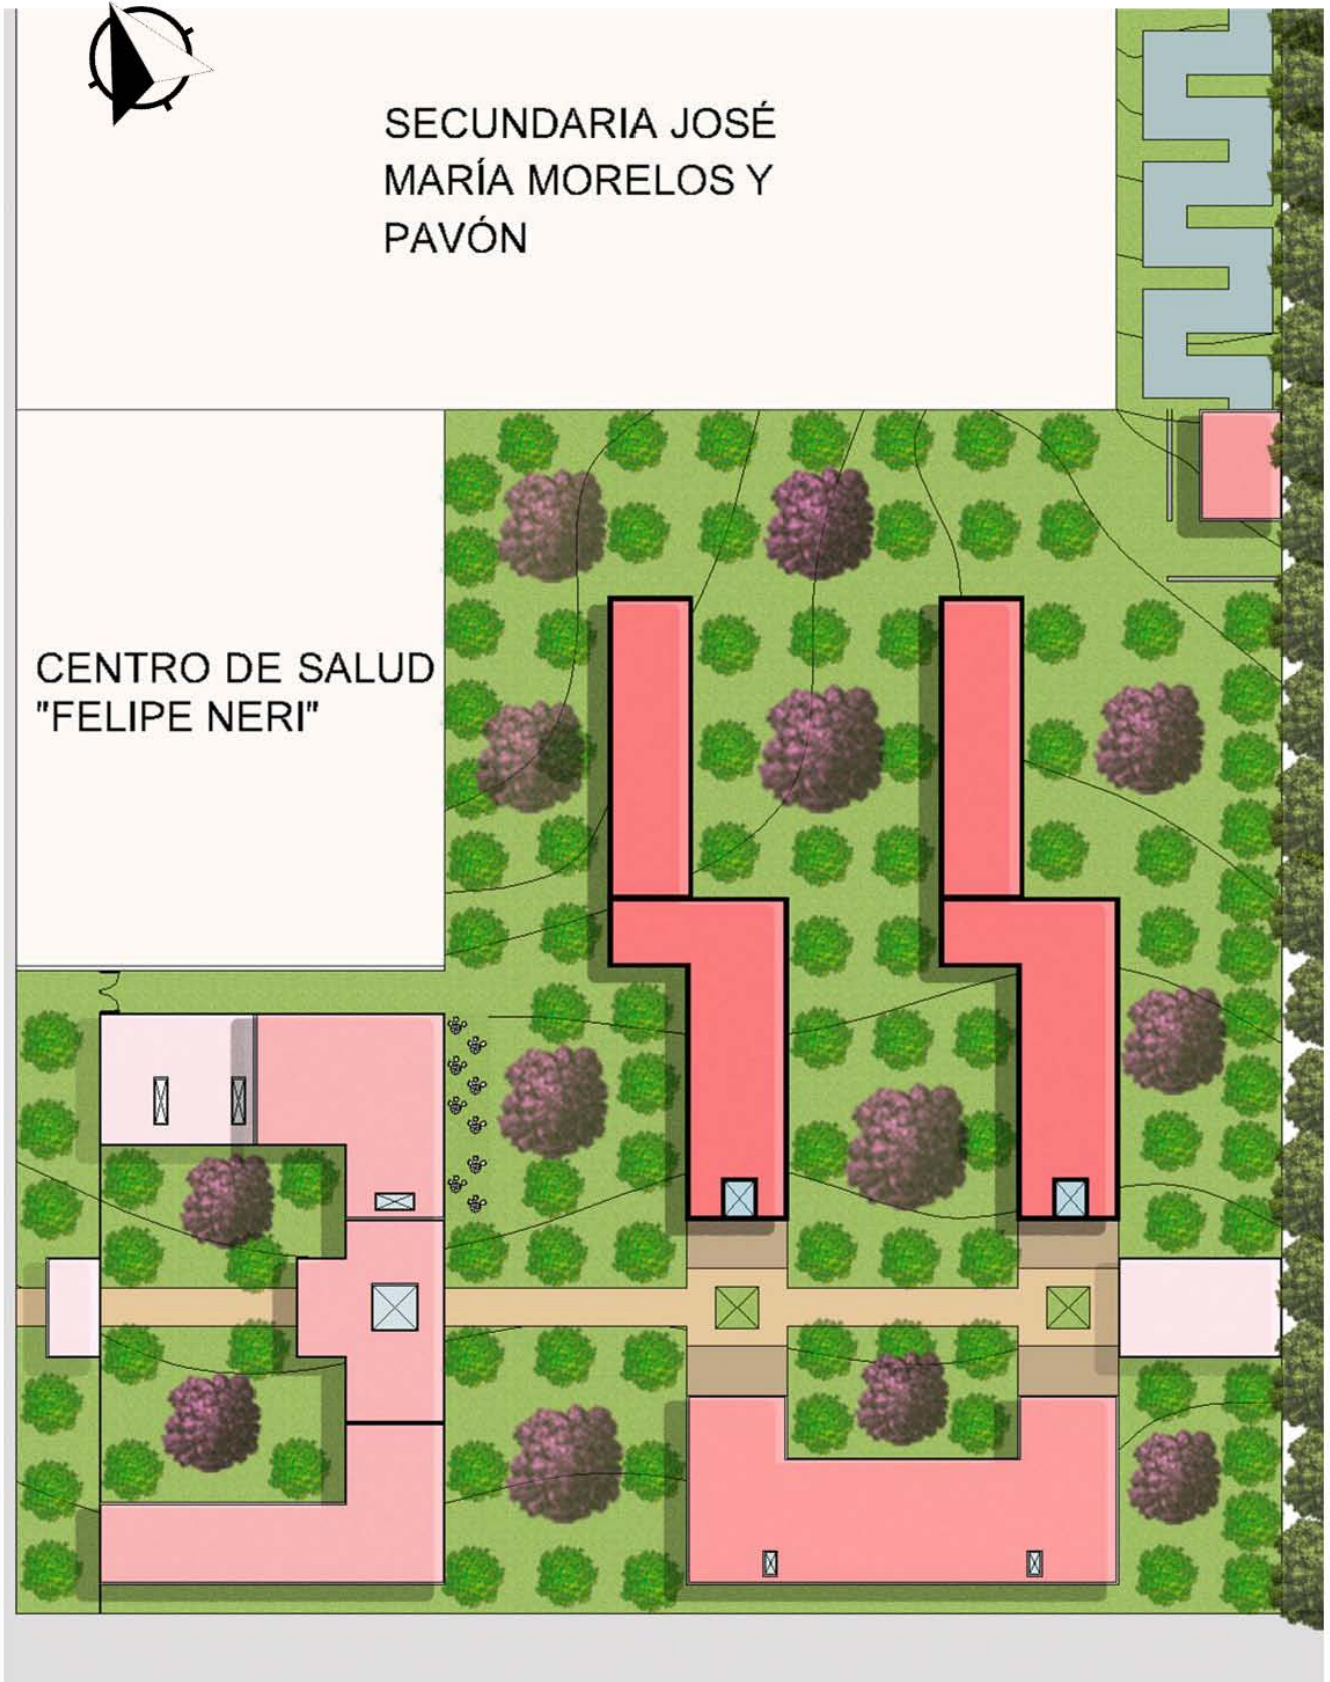 SECUNDARIA JOSÉ
MARÍA MORELOS Y
PAVÓN
CENTRO DE SALUD
"FELIPE NERI"